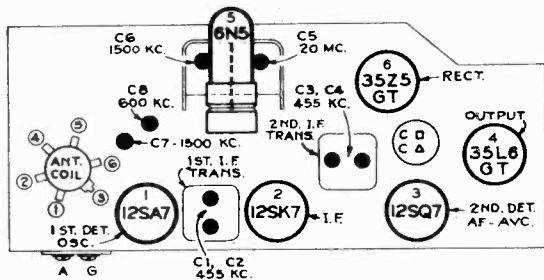 C6
1500 KC.
5
6N5
C5
20 MC.
6
35Z5
GT
RECT.
C8
600 KC.
C3, C4
455 KC.
2ND. I.F.
TRANS.
C7-1500 KC.
C
C
OUTPUT
4
35L6
GT
5
4
6
ANT.
COIL
2
3
1
1ST. I.F.
TRANS.
1
12SA7
2
12SK7
I.F.
3
12SQ7
2ND. DET.
AF-AVC.
1ST. DET.
OSC.
C1, C2
455 KC.
A G